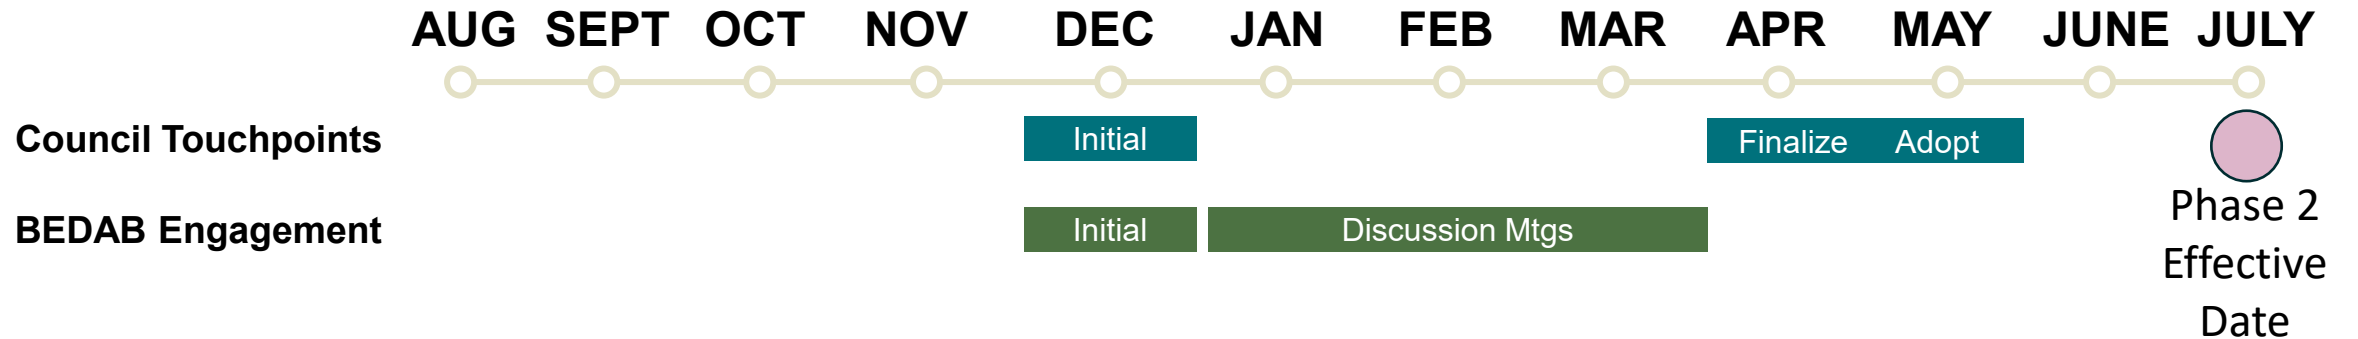 AUG SEPT OCT NOV DEC JAN FEB MAR APR MAY JUNE JULY
Council Touchpoints Initial Finalize Adopt
BEDAB Engagement Initial Discussion Mtgs
Phase 2
Effective
Date